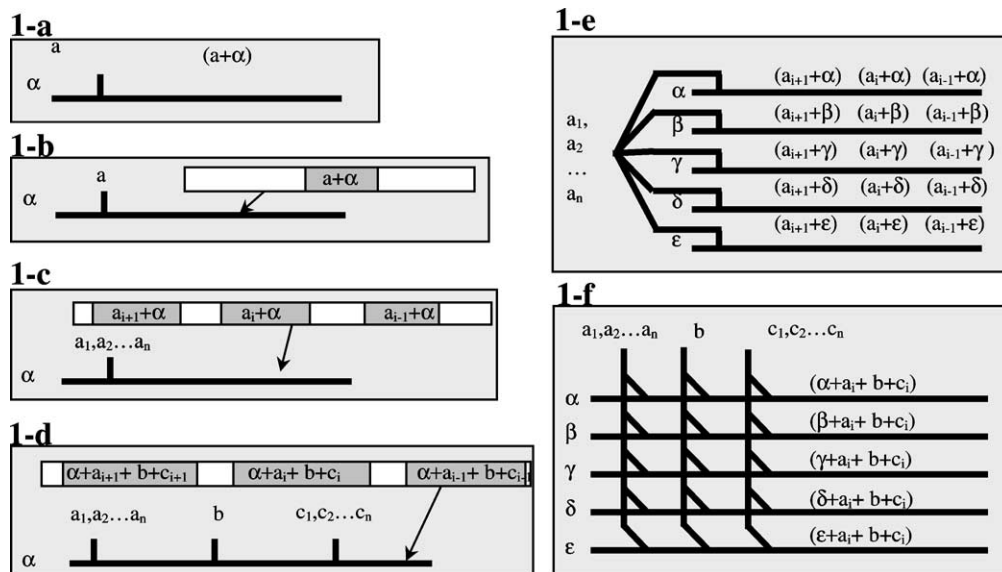 1-a
a (a+α)
α
1-b
a+α
a
α
1-c
aᵢ₊₁+α aᵢ+α aᵢ₋₁+α
a₁,a₂…aₙ
α
1-d
α+aᵢ₊₁+ b+cᵢ₊₁ α+aᵢ+ b+cᵢ α+aᵢ₋₁+ b+cᵢ₋₁
a₁,a₂…aₙ b c₁,c₂…cₙ
α
1-e
α (aᵢ₊₁+α) (aᵢ+α) (aᵢ₋₁+α)
β (aᵢ₊₁+β) (aᵢ+β) (aᵢ₋₁+β)
γ (aᵢ₊₁+γ) (aᵢ+γ) (aᵢ₋₁+γ )
δ (aᵢ₊₁+δ) (aᵢ+δ) (aᵢ₋₁+δ)
ε (aᵢ₊₁+ε) (aᵢ+ε) (aᵢ₋₁+ε)
a₁,
a₂
…
aₙ
1-f
a₁,a₂…aₙ b c₁,c₂…cₙ
α (α+aᵢ+ b+cᵢ)
β (β+aᵢ+ b+cᵢ)
γ (γ+aᵢ+ b+cᵢ)
δ (δ+aᵢ+ b+cᵢ)
ε (ε+aᵢ+ b+cᵢ)